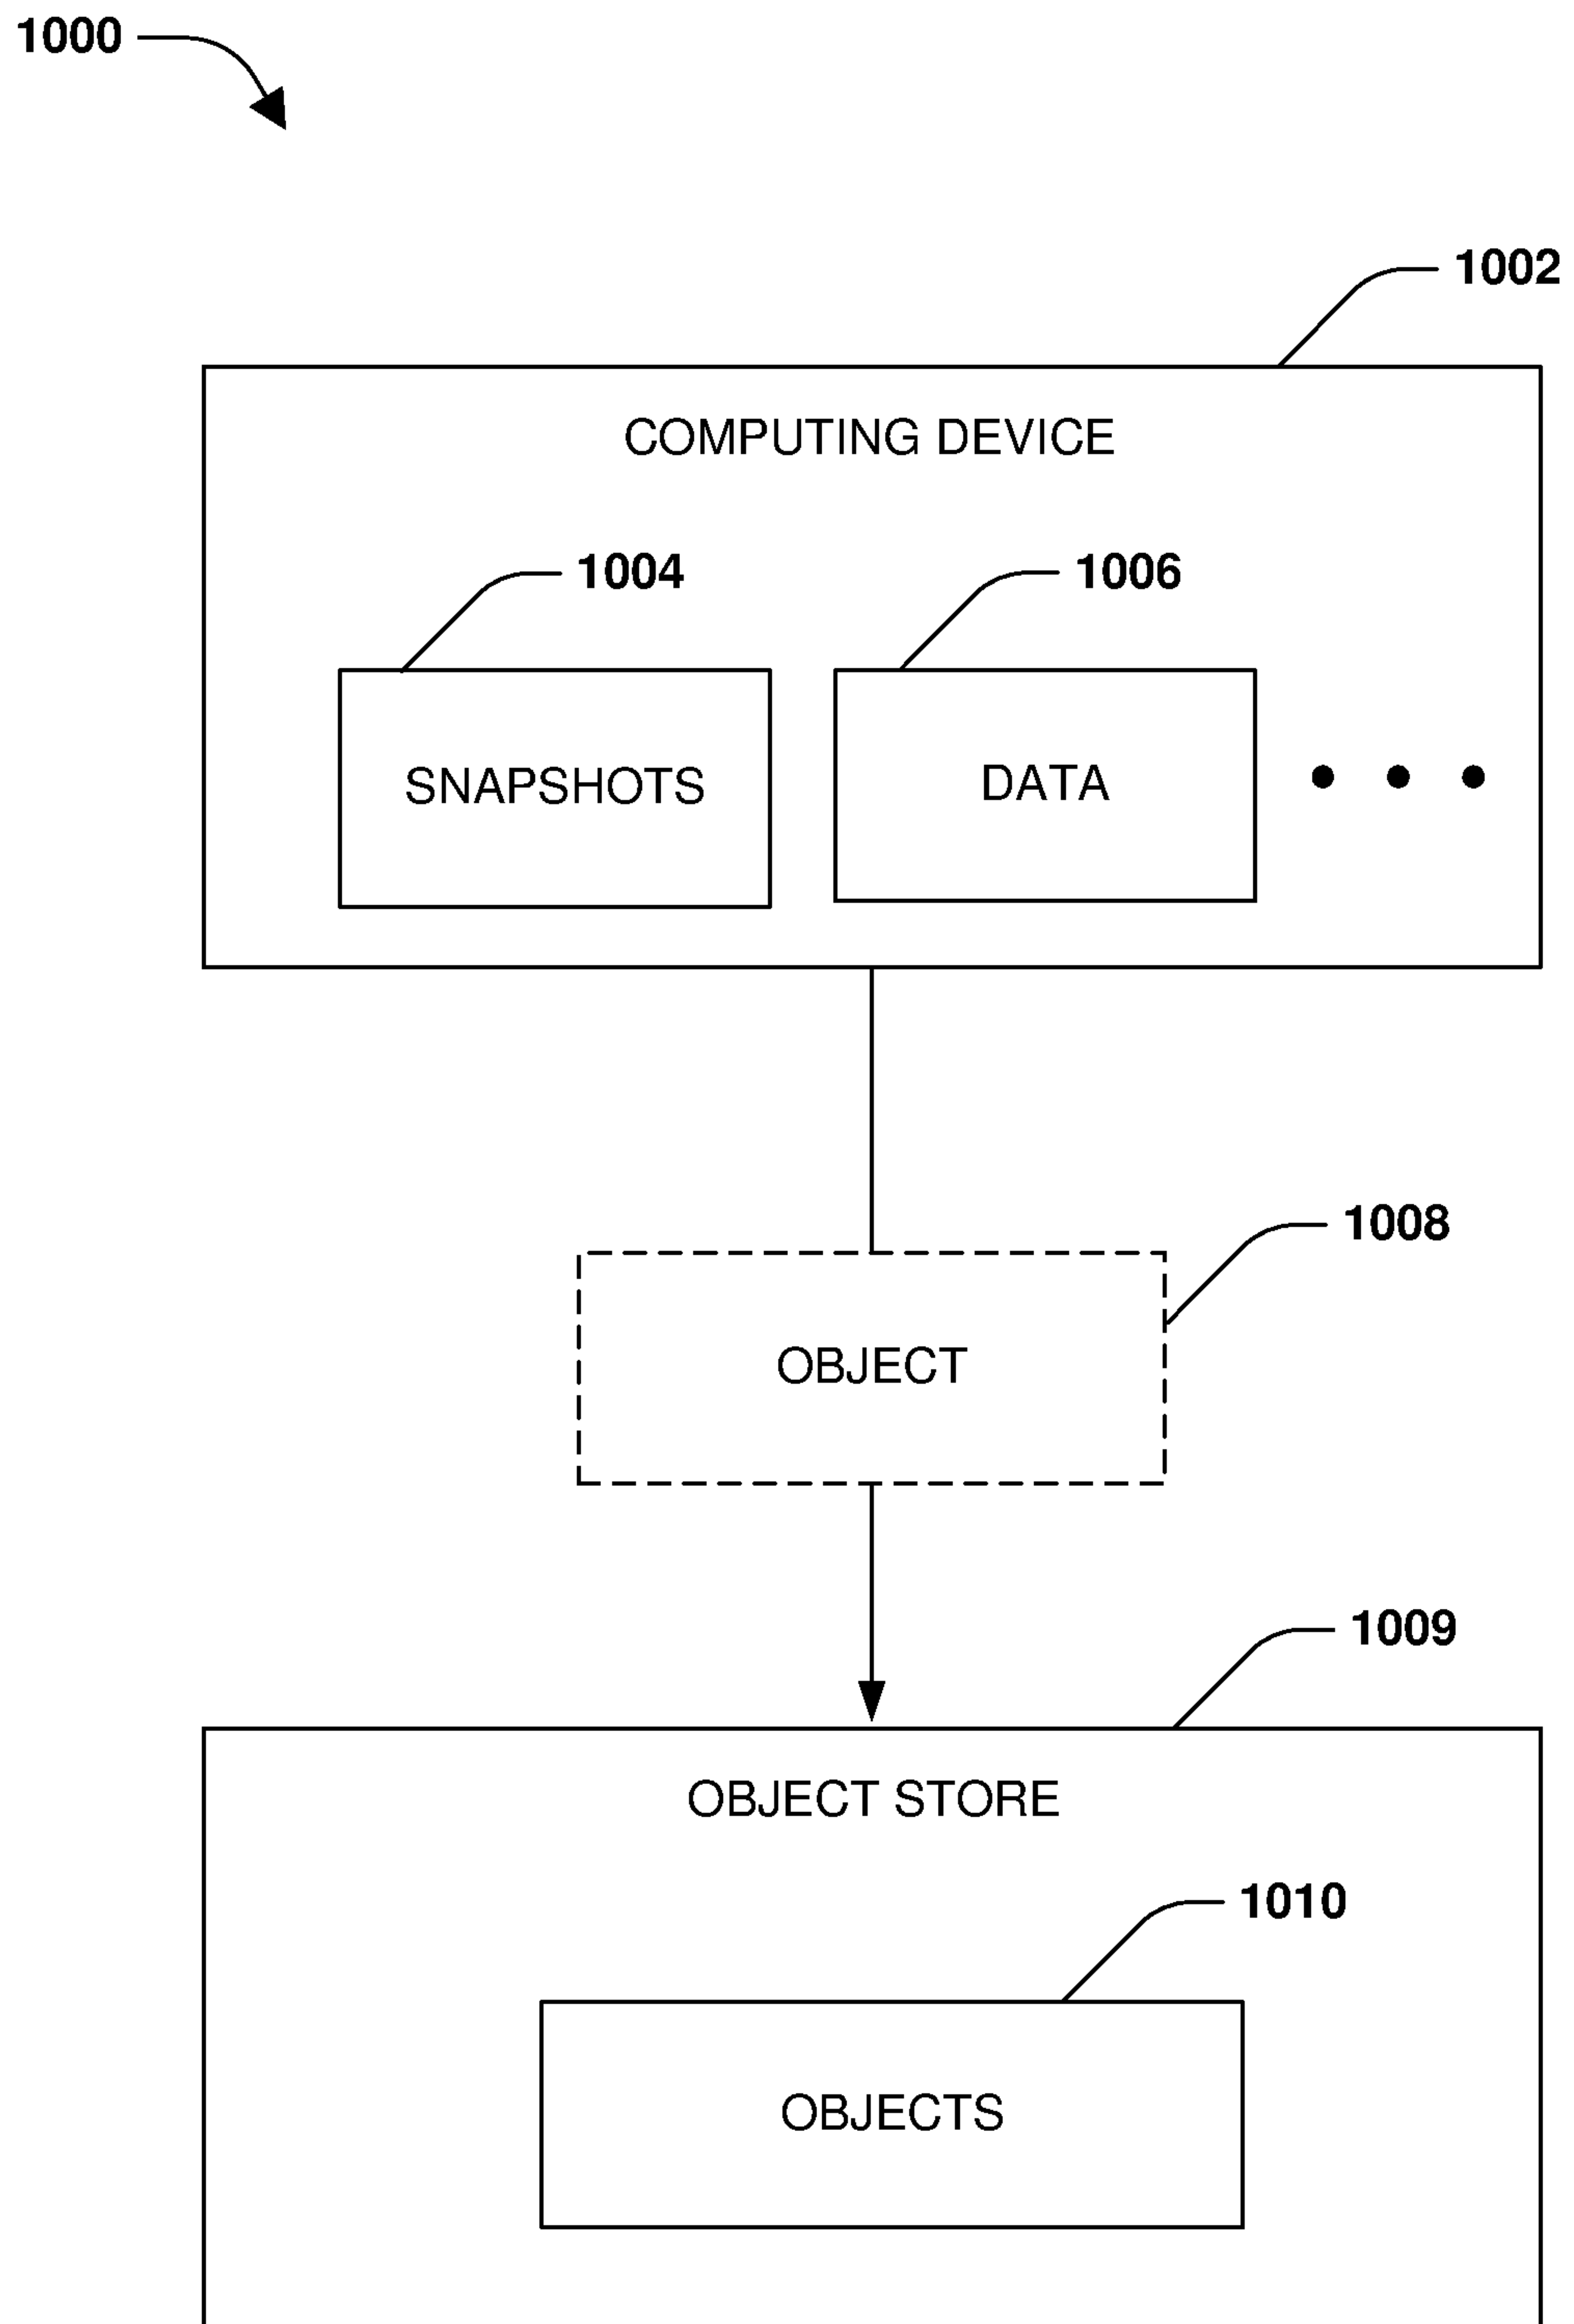 1000
1002
COMPUTING DEVICE
1004
1006
SNAPSHOTS
DATA
1008
OBJECT
1009
OBJECT STORE
1010
OBJECTS